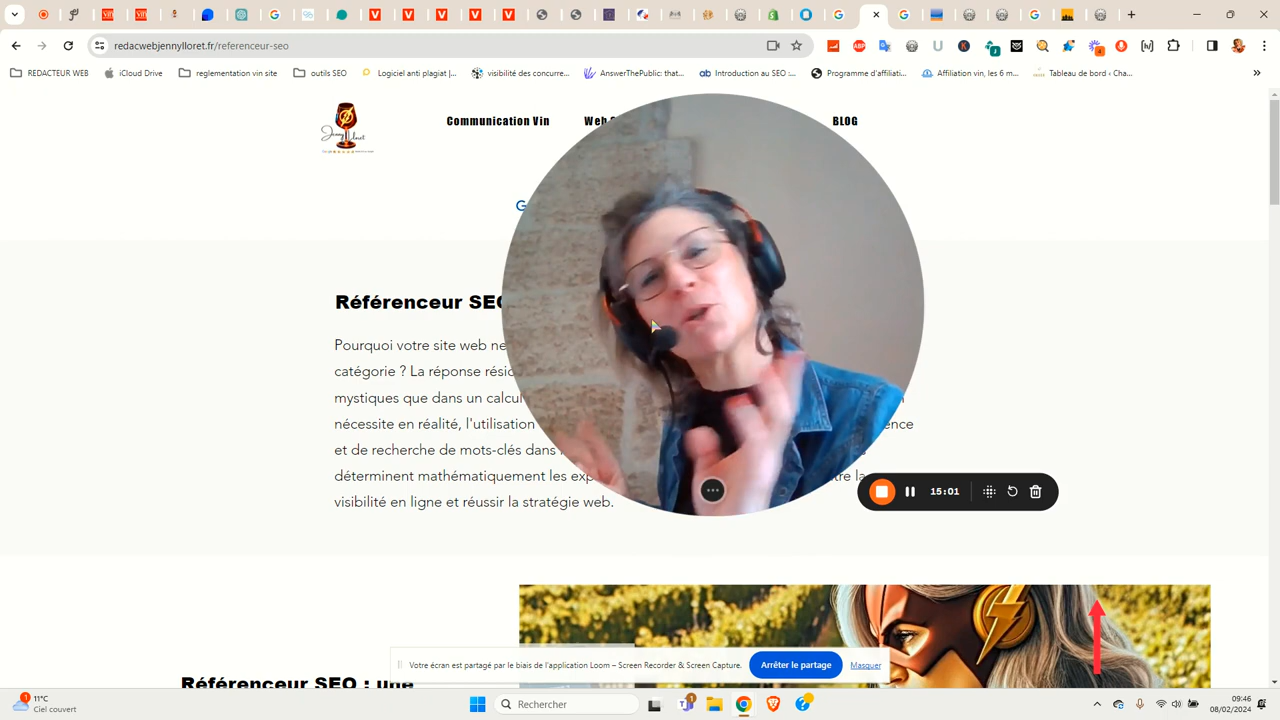 redacwebjennylloret.fr/referenceur-seo
REDACTEUR WEB
iCloud Drive
reglementation vin site
outils SEO
Logiciel anti plagiat |...
visibilité des concurre...
AnswerThePublic: that...
Introduction au SEO :...
Programme d'affiliati...
Affiliation vin, les 6 m...
Tableau de bord ‹ Cha...
Communication Vin
Web S
BLOG
G
Référenceur SEO
Pourquoi votre site web ne
catégorie ? La réponse résid
mystiques que dans un calcul
nécessite en réalité, l'utilisation
ence
et de recherche de mots-clés dans
déterminent mathématiquement les exp
tre la
visibilité en ligne et réussir la stratégie web.
15:01
Référenceur SEO : une
Votre écran est partagé par le biais de l'application Loom – Screen Recorder & Screen Capture.
Arrêter le partage
Masquer
11°C
Ciel couvert
Rechercher
09:46
08/02/2024